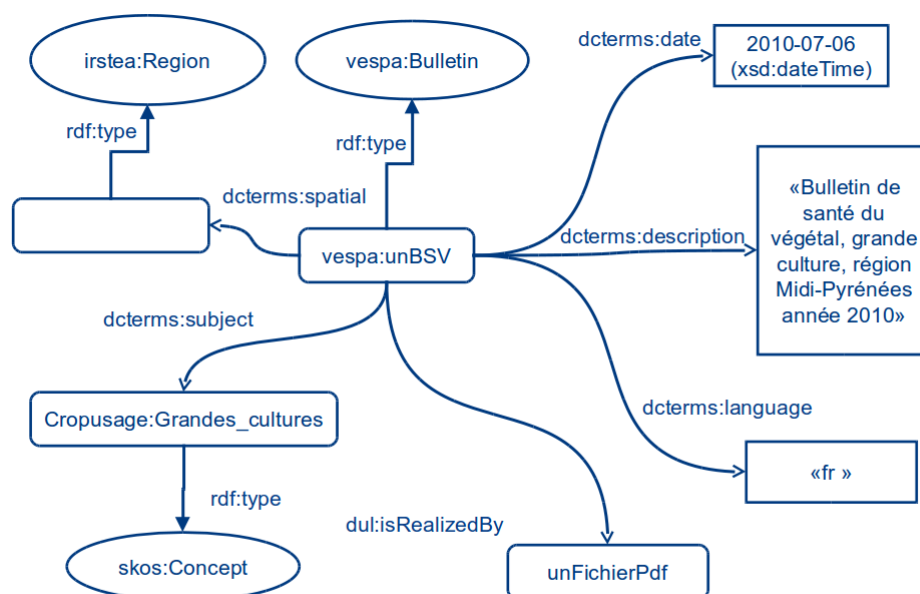 irstea:Region
vespa:Bulletin
dcterms:date
2010-07-06
(xsd:dateTime)
rdf:type
rdf:type
dcterms:spatial
vespa:unBSV
dcterms:description
«Bulletin de
santé du
végétal, grande
culture, région
Midi-Pyrénées
année 2010»
dcterms:subject
Cropusage:Grandes_cultures
dcterms:language
«fr »
rdf:type
dul:isRealizedBy
skos:Concept
unFichierPdf